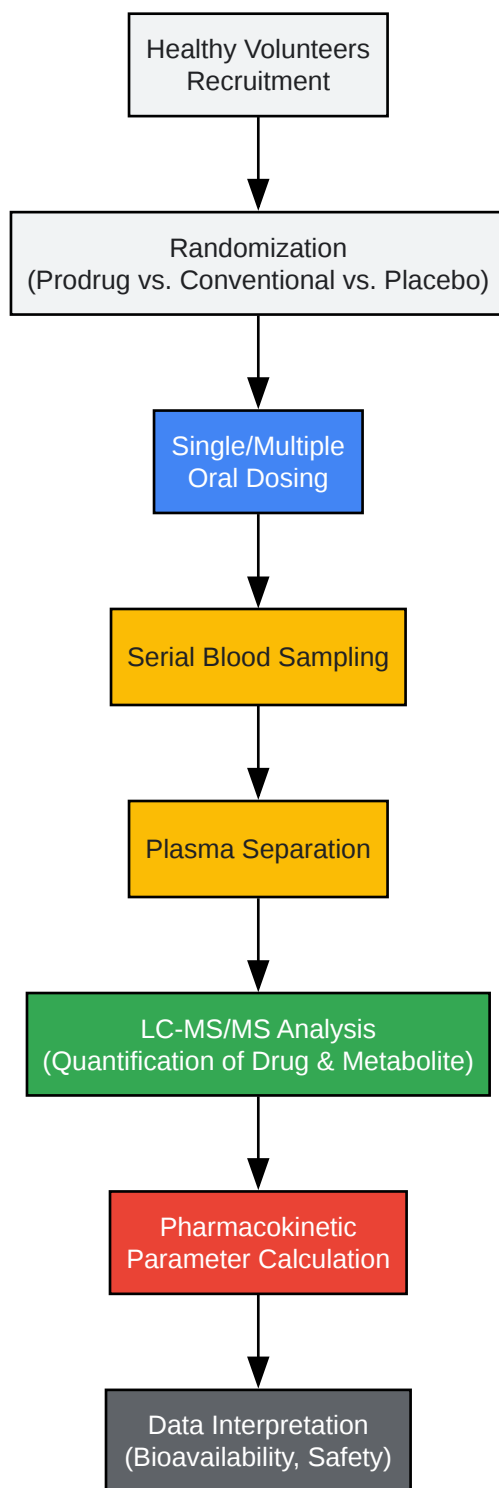 Healthy Volunteers
Recruitment
Randomization
(Prodrug vs. Conventional vs. Placebo)
Single/Multiple
Oral Dosing
Serial Blood Sampling
Plasma Separation
LC-MS/MS Analysis
(Quantification of Drug & Metabolite)
Pharmacokinetic
Parameter Calculation
Data Interpretation
(Bioavailability, Safety)